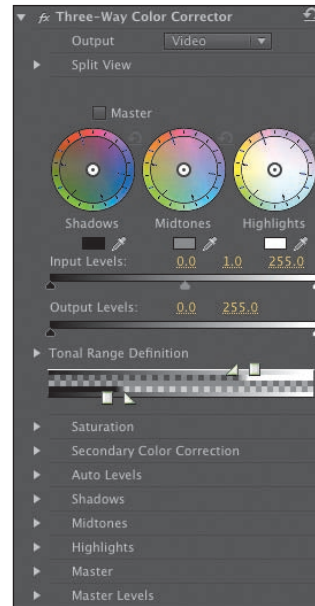 fx Three-Way Color Corrector
Output Video
Split View
Master
Shadows Midtones Highlights
Input Levels: 0.0 1.0 255.0
Output Levels: 0.0 255.0
Tonal Range Definition
Saturation
Secondary Color Correction
Auto Levels
Shadows
Midtones
Highlights
Master
Master Levels